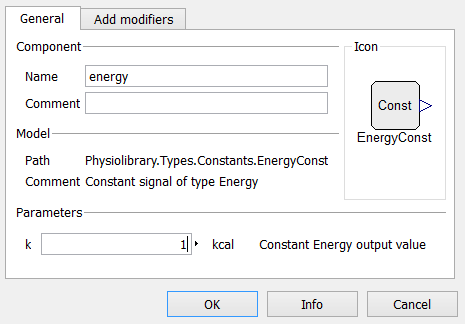 General
Add modifiers
Component
Icon
Name
energy
Comment
Const
EnergyConst
Model
Path
Physiolibrary.Types.Constants.EnergyConst
Comment
Constant signal of type Energy
Parameters
k
1
kcal
Constant Energy output value
OK
Info
Cancel